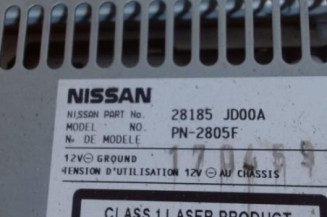 NISSAN
NISSAN PART No. 28185 JD00A
MODEL NO. PN-2805F
No DE MODELE
12V⊖ GROUND
TENSION D'UTILISATION 12V ⊖ AU CHASSIS
CLASS 1 LASER PRODUCT